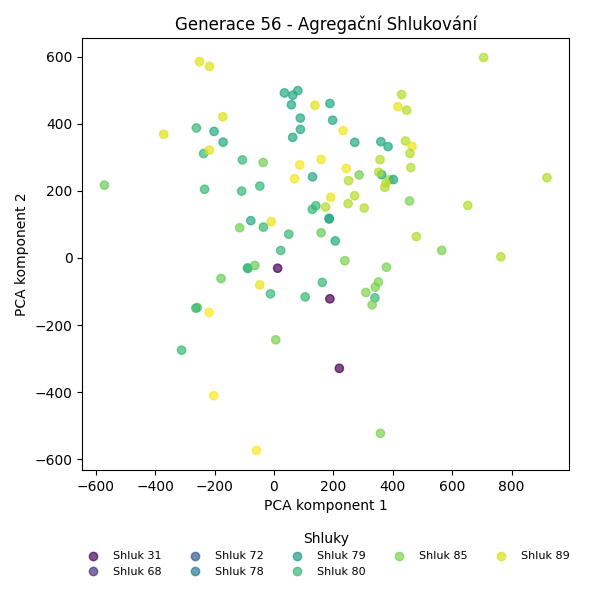 Generace 56 - Agregační Shlukování
PCA komponent 2
600
400
200
0
−200
−400
−600
−600 −400 −200 0 200 400 600 800
PCA komponent 1
Shluky
Shluk 31 Shluk 72 Shluk 79 Shluk 85 Shluk 89
Shluk 68 Shluk 78 Shluk 80